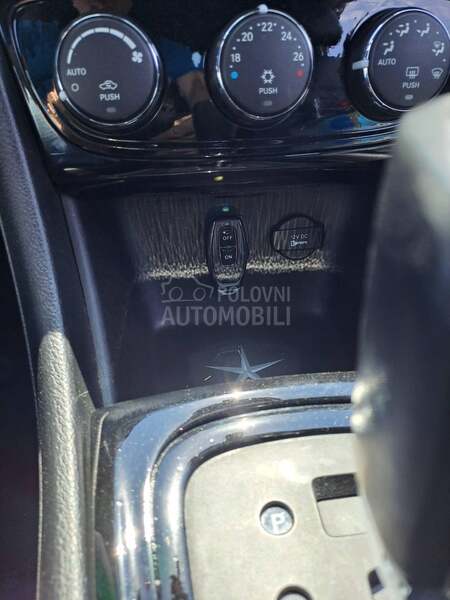 AUTO
O
PUSH
20 22 24
18 26
PUSH
AUTO
PUSH
OFF
ON
12V DC
POLOVNI
AUTOMOBILI
P